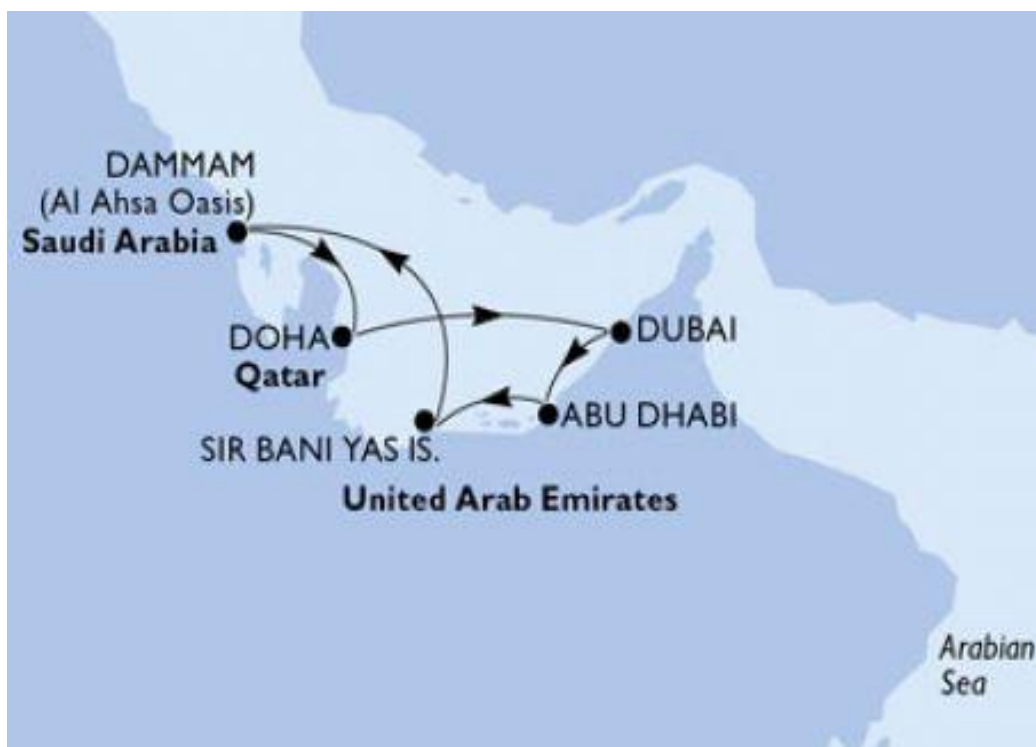 DAMMAM
(Al Ahsa Oasis)
Saudi Arabia
DOHA
Qatar
DUBAI
ABU DHABI
SIR BANI YAS IS.
United Arab Emirates
Arabian
Sea